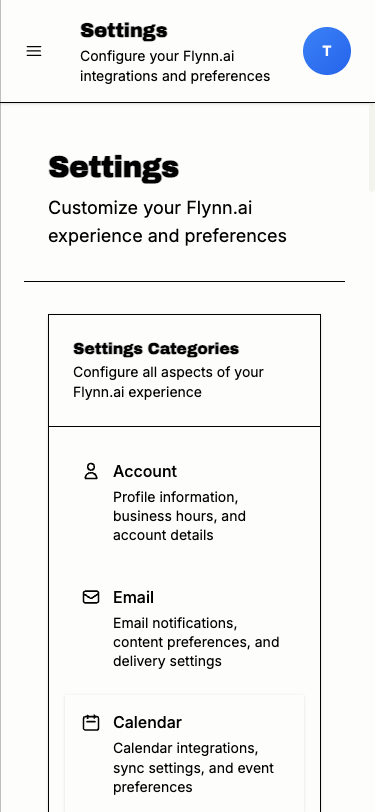 Settings
Configure your Flynn.ai
integrations and preferences
T
Settings
Customize your Flynn.ai
experience and preferences
Settings Categories
Configure all aspects of your
Flynn.ai experience
Account
Profile information,
business hours, and
account details
Email
Email notifications,
content preferences, and
delivery settings
Calendar
Calendar integrations,
sync settings, and event
preferences